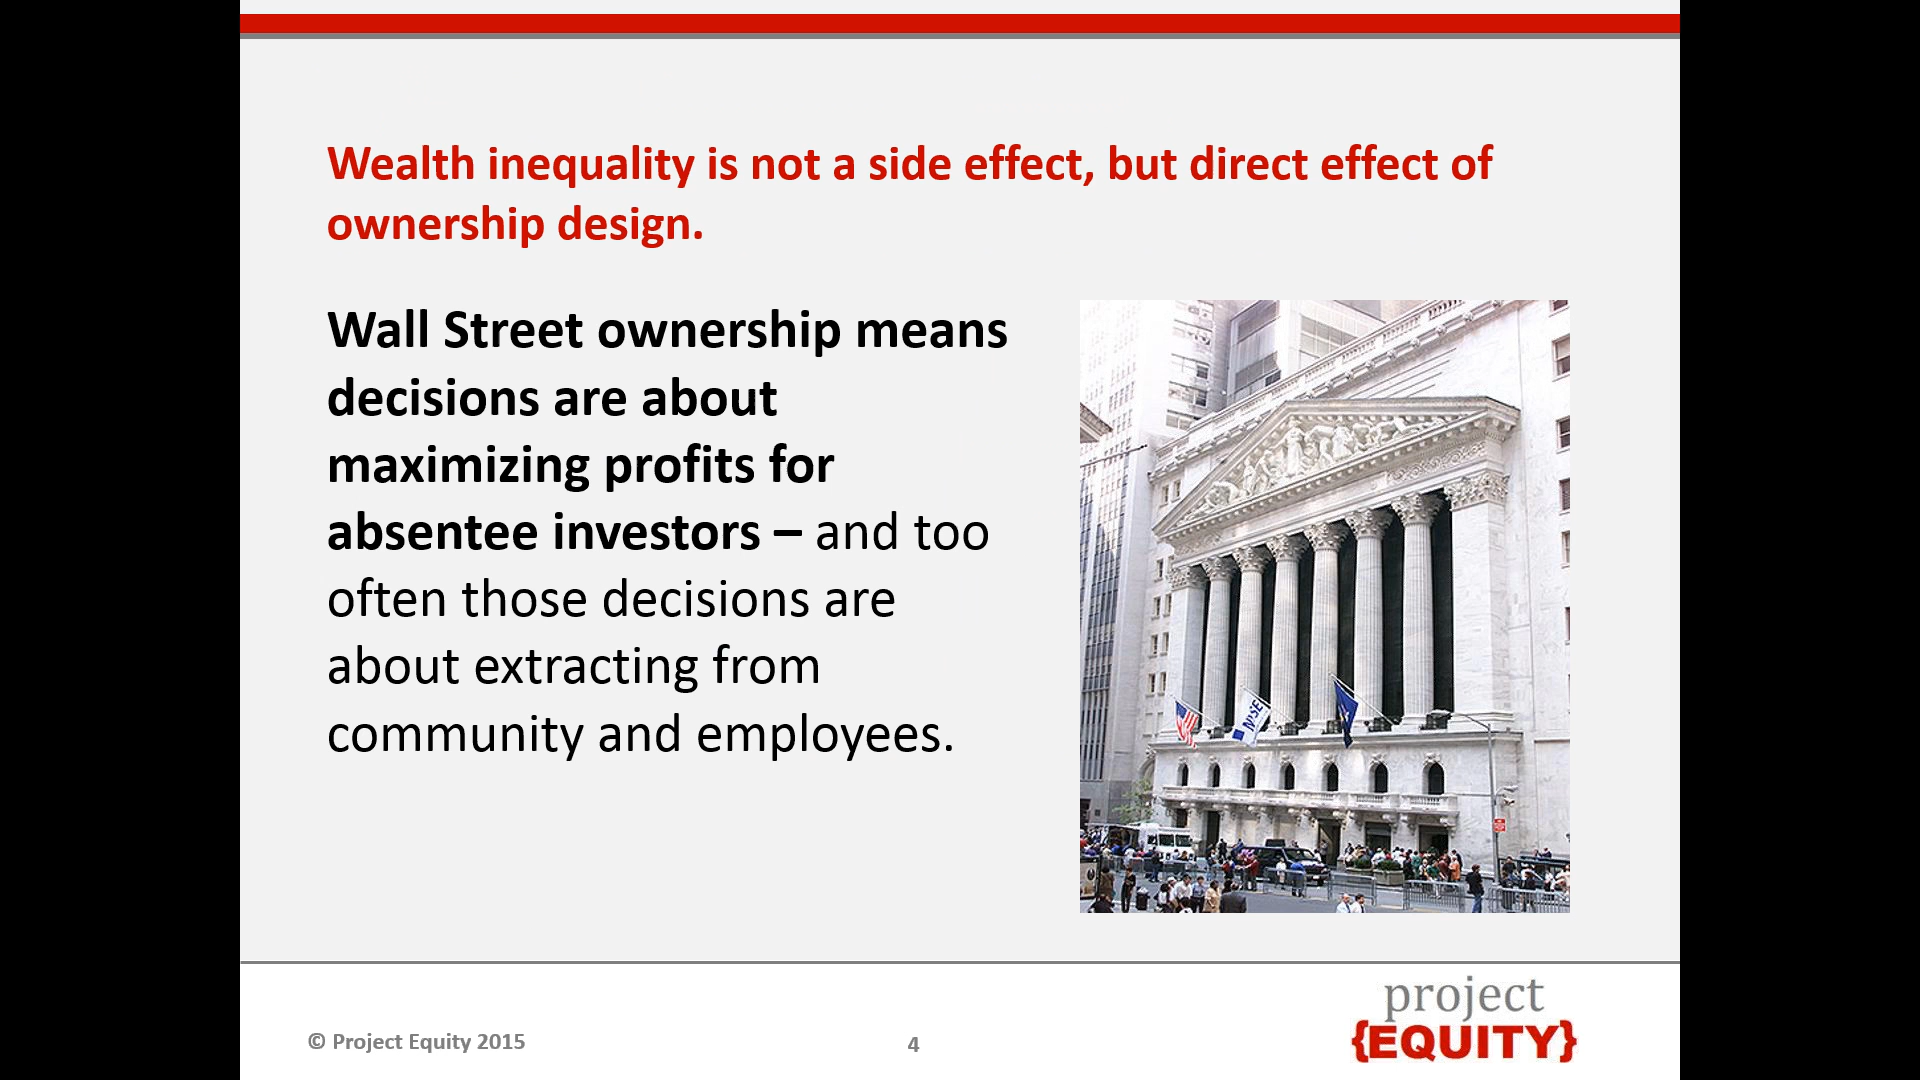 Wealth inequality is not a side effect, but direct effect of
ownership design.
Wall Street ownership means
decisions are about
maximizing profits for
absentee investors – and too
often those decisions are
about extracting from
community and employees.
NYSE
© Project Equity 2015
4
project
{EQUITY}